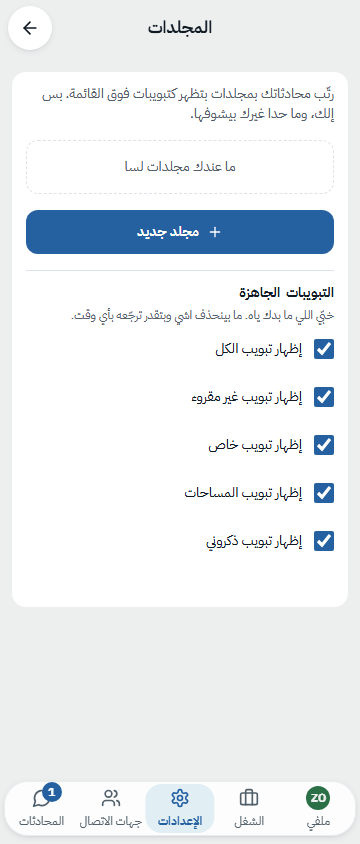 المجلدات
رتّب محادثاتك بمجلدات بتظهر كتبويبات فوق القائمة. بس
إلك، وما حدا غيرك بيشوفها.
ما عندك مجلدات لسا
+ مجلد جديد
التبويبات الجاهزة
خبّي اللي ما بدك ياه. ما بينحذف اشي وبتقدر ترجّعه بأي وقت.
إظهار تبويب الكل
إظهار تبويب غير مقروء
إظهار تبويب خاص
إظهار تبويب المساحات
إظهار تبويب ذكروني
ZO
1
ملفي
الشغل
الإعدادات
جهات الاتصال
المحادثات